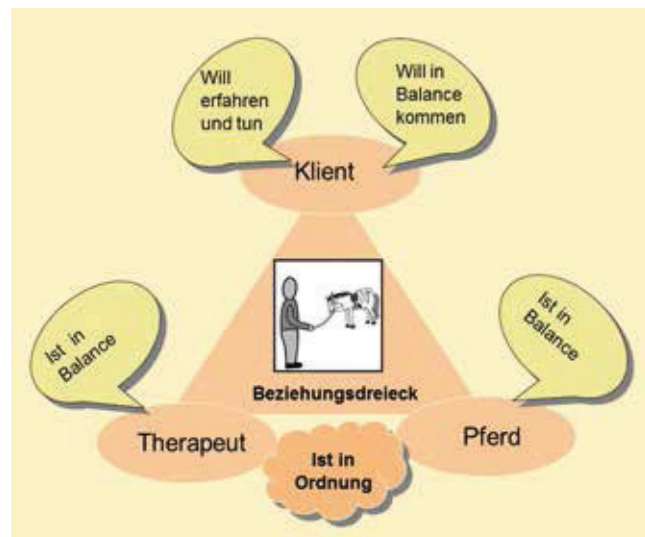 Will
erfahren
und tun
Will in
Balance
kommen
Klient
Ist in
Balance
Ist in
Balance
Beziehungsdreieck
Therapeut
Pferd
Ist in
Ordnung